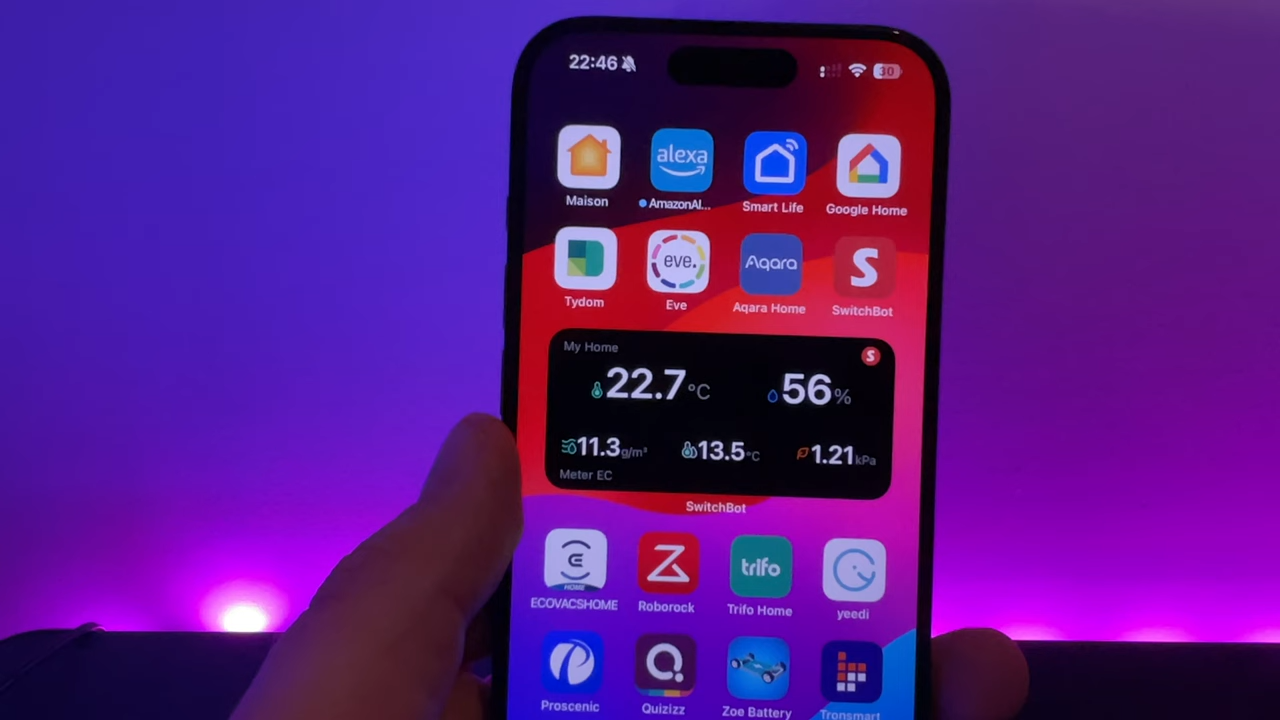 22:46 30
alexa
Maison AmazonAl... Smart Life Google Home
eve. Aqara S
Tydom Eve Aqara Home SwitchBot
My Home S
22.7°C 56%
11.3g/m³ 13.5°C 1.21kPa
Meter EC
SwitchBot
HOME trifo
ECOVACSHOME Roborock Trifo Home yeedi
Proscenic Quizizz Zoe Battery Tronsmart